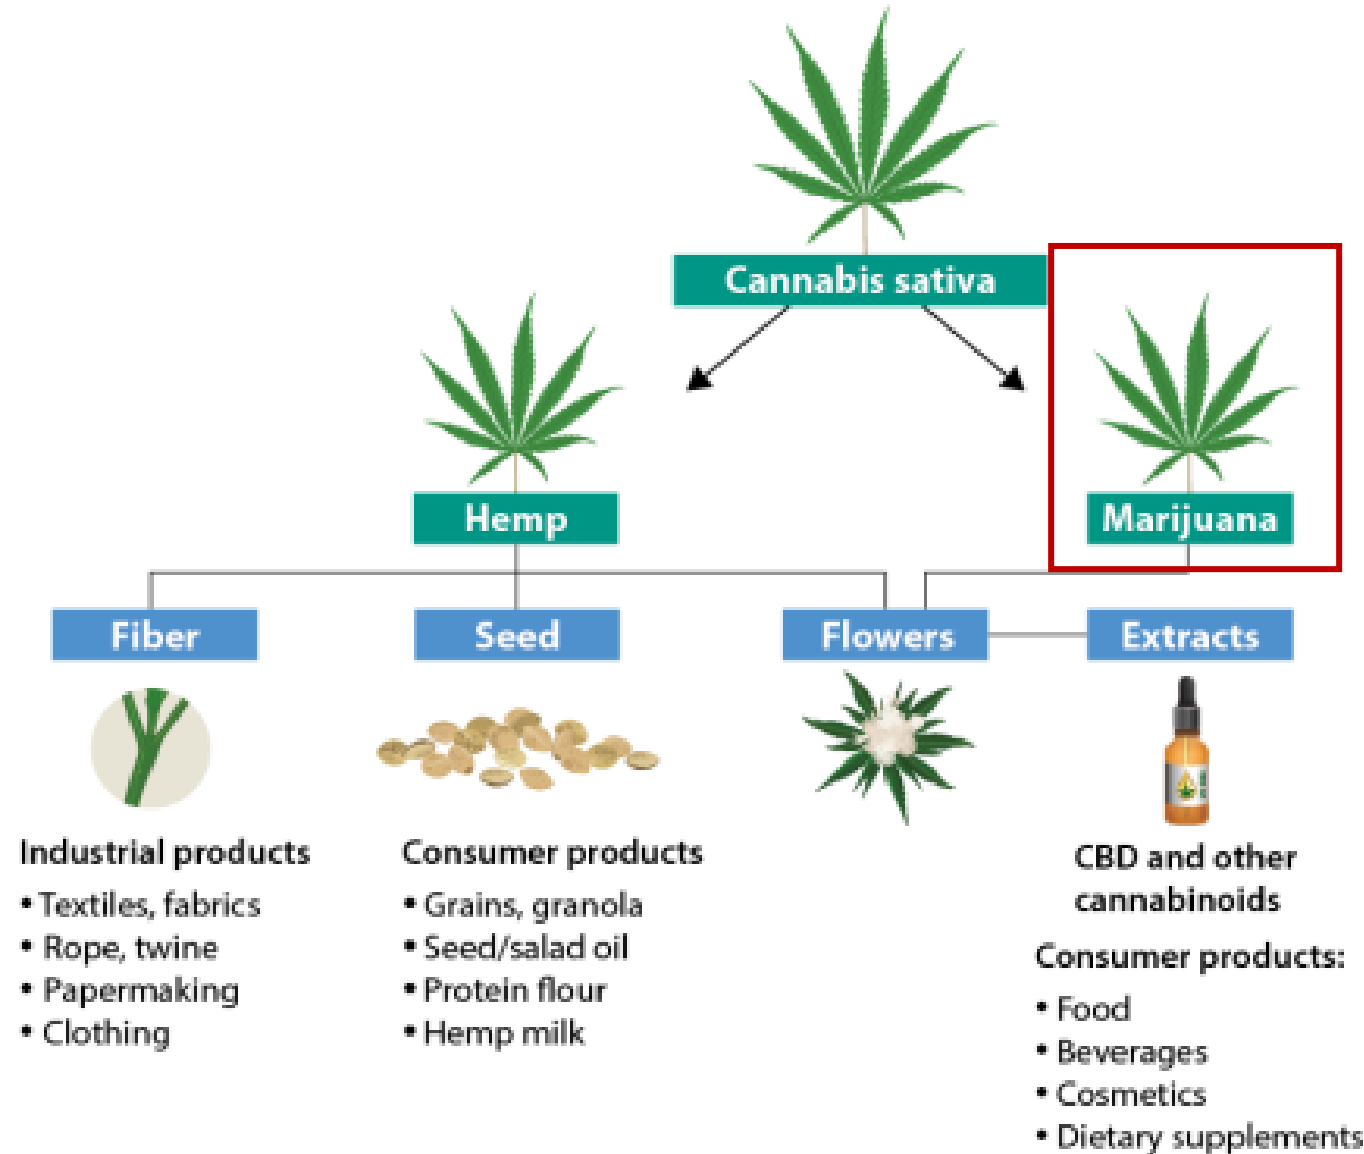 Cannabis sativa
Hemp
Marijuana
Fiber
Seed
Flowers
Extracts
Industrial products
• Textiles, fabrics
• Rope, twine
• Papermaking
• Clothing
Consumer products
• Grains, granola
• Seed/salad oil
• Protein flour
• Hemp milk
CBD and other
cannabinoids
Consumer products:
• Food
• Beverages
• Cosmetics
• Dietary supplements